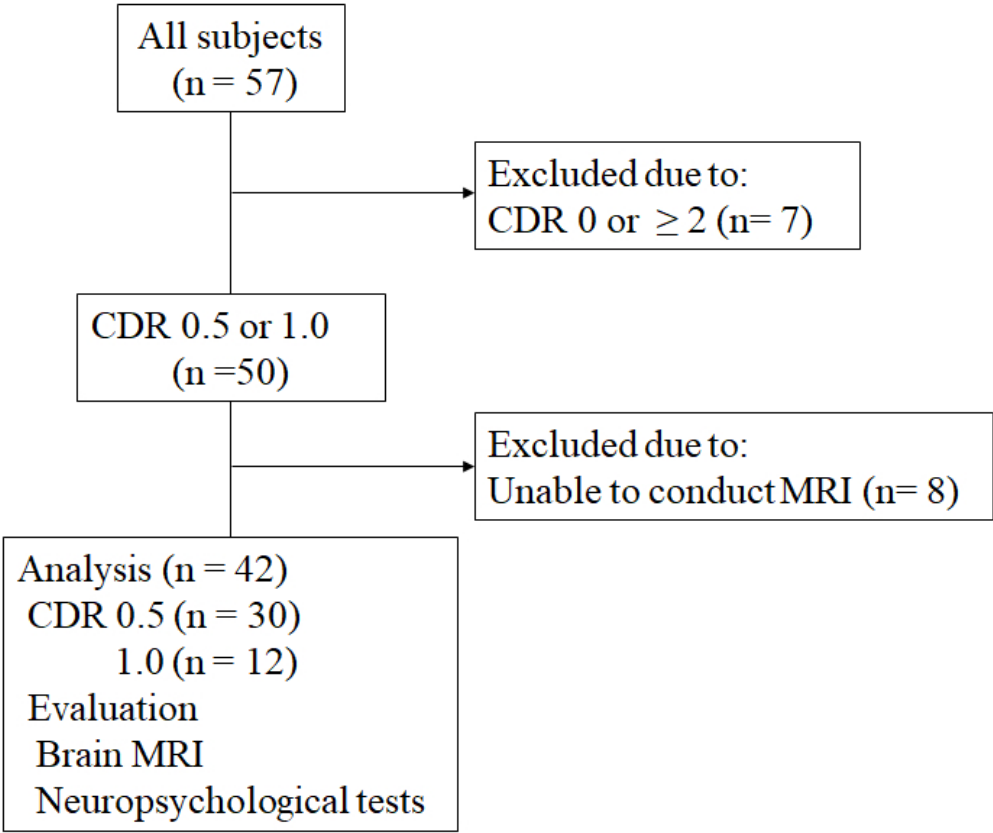 All subjects
(n = 57)
Excluded due to:
CDR 0 or ≥ 2 (n= 7)
CDR 0.5 or 1.0
(n =50)
Excluded due to:
Unable to conduct MRI (n= 8)
Analysis (n = 42)
CDR 0.5 (n = 30)
1.0 (n = 12)
Evaluation
Brain MRI
Neuropsychological tests